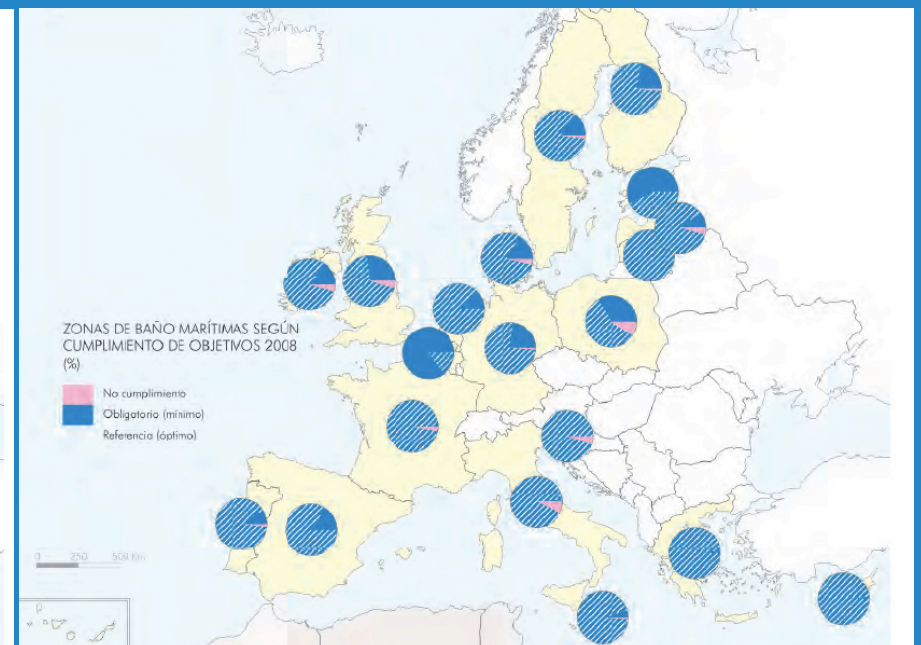 ZONAS DE BAÑO MARÍTIMAS SEGÚN
CUMPLIMIENTO DE OBJETIVOS 2008
(%)
No cumplimiento
Obligatorio (mínimo)
Referencia (óptimo)
0 250 500 Km